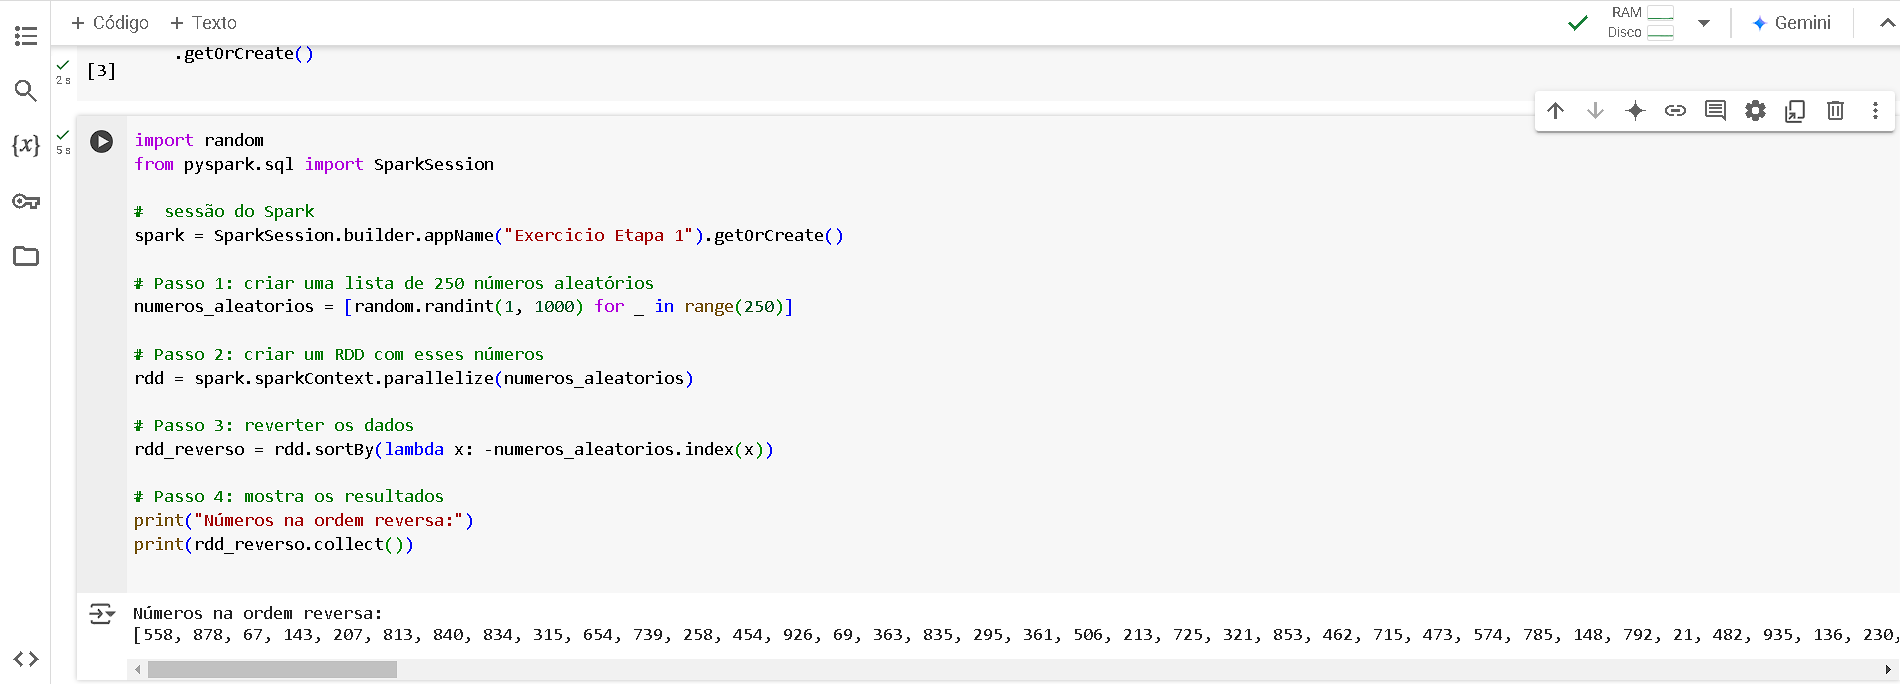 + Código + Texto
RAM
Disco
Gemini
.getOrCreate()
2 s
[3]
5 s
{x}
import random
from pyspark.sql import SparkSession
#  sessão do Spark
spark = SparkSession.builder.appName("Exercicio Etapa 1").getOrCreate()
# Passo 1: criar uma lista de 250 números aleatórios
numeros_aleatorios = [random.randint(1, 1000) for _ in range(250)]
# Passo 2: criar um RDD com esses números
rdd = spark.sparkContext.parallelize(numeros_aleatorios)
# Passo 3: reverter os dados
rdd_reverso = rdd.sortBy(lambda x: -numeros_aleatorios.index(x))
# Passo 4: mostra os resultados
print("Números na ordem reversa:")
print(rdd_reverso.collect())
Números na ordem reversa:
[558, 878, 67, 143, 207, 813, 840, 834, 315, 654, 739, 258, 454, 926, 69, 363, 835, 295, 361, 506, 213, 725, 321, 853, 462, 715, 473, 574, 785, 148, 792, 21, 482, 935, 136, 230,